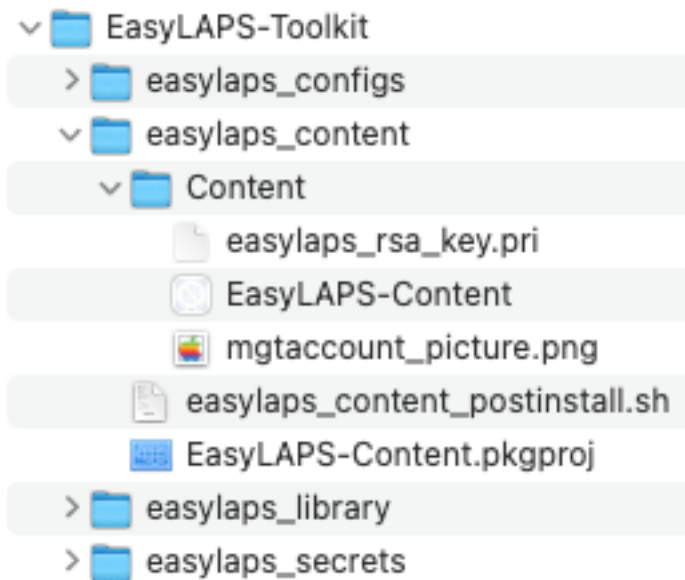 EasyLAPS-Toolkit
easylaps_configs
easylaps_content
Content
easylaps_rsa_key.pri
EasyLAPS-Content
mgtaccount_picture.png
easylaps_content_postinstall.sh
EasyLAPS-Content.pkgproj
easylaps_library
easylaps_secrets